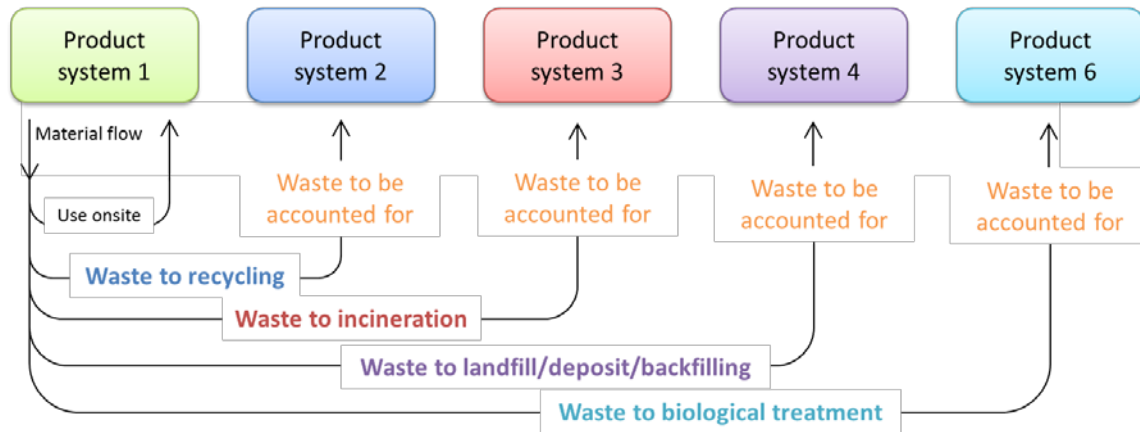 Product
system 1
Product
system 2
Product
system 3
Product
system 4
Product
system 6
Material flow
Use onsite
Waste to be
accounted for
Waste to be
accounted for
Waste to be
accounted for
Waste to be
accounted for
Waste to recycling
Waste to incineration
Waste to landfill/deposit/backfilling
Waste to biological treatment